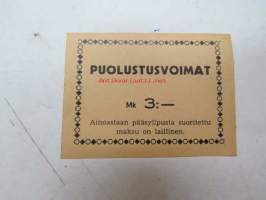 PUOLUSTUSVOIMAT
antikvariaatti.net
Mk 3:—
Ainoastaan pääsylipusta suoritettu
maksu on laillinen.